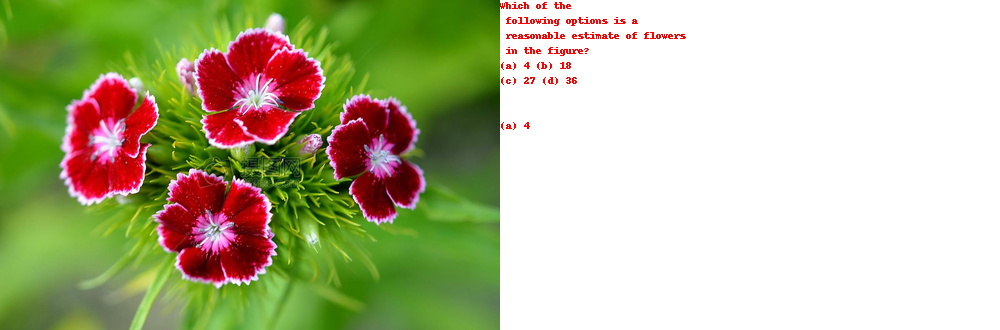 Which of the
following options is a
reasonable estimate of flowers
in the figure?
(a) 4 (b) 18
(c) 27 (d) 36
(a) 4